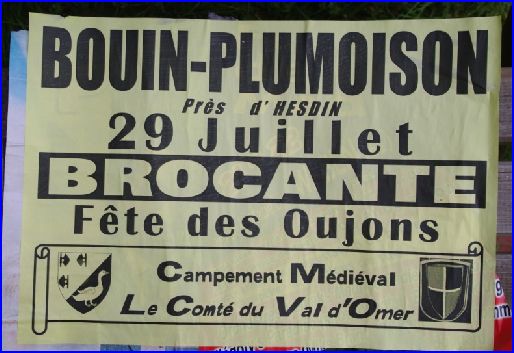 BOUIN-PLUMOISON
Près d'HESDIN
29 Juillet
BROCANTE
Fête des Oujons
Campement Médiéval
Le Comté du Val d'Omer